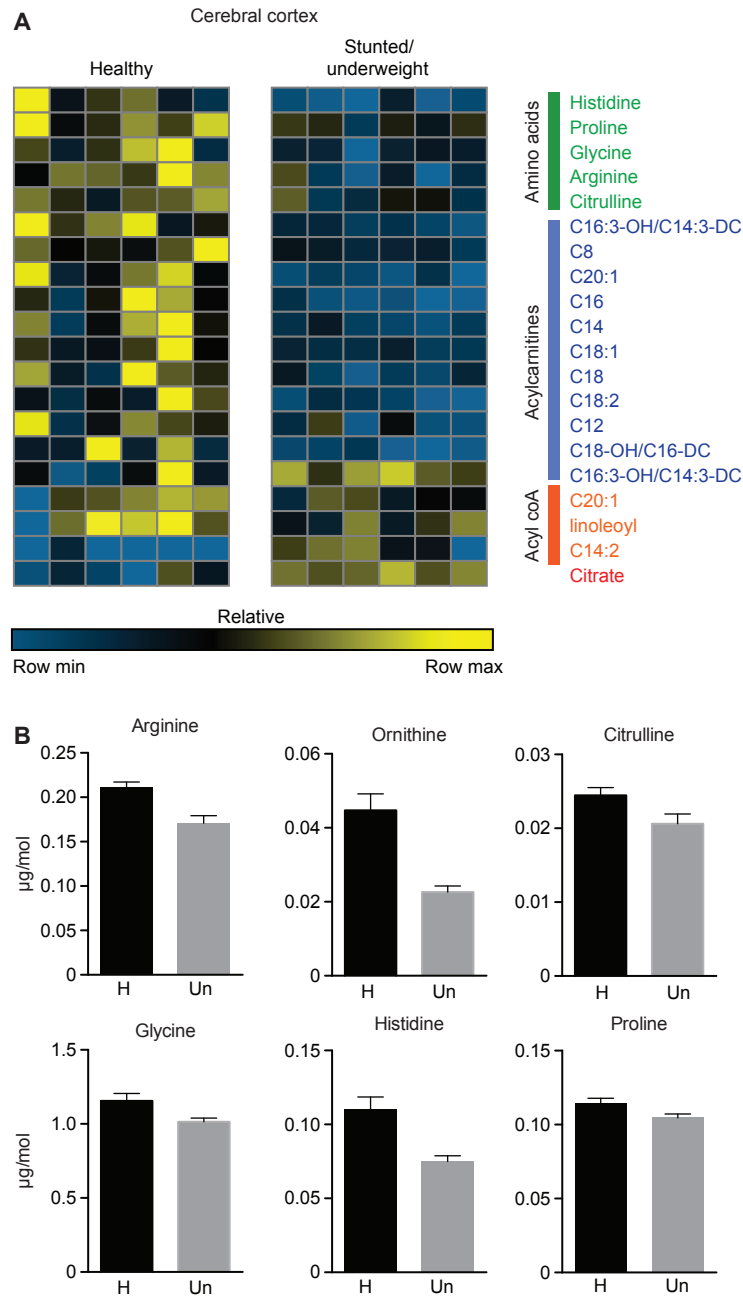 A
Cerebral cortex
Healthy
Stunted/
underweight
Amino acids
Histidine
Proline
Glycine
Arginine
Citrulline
Acylcarnitines
C16:3-OH/C14:3-DC
C8
C20:1
C16
C14
C18:1
C18
C18:2
C12
C18-OH/C16-DC
C16:3-OH/C14:3-DC
Acyl coA
C20:1
linoleoyl
C14:2
Citrate
Relative
Row min
Row max
B
Arginine
µg/mol
0.25
0.20
0.15
0.10
0.05
0
H
Un
Ornithine
0.06
0.04
0.02
0
H
Un
Citrulline
0.03
0.02
0.01
0
H
Un
Glycine
µg/mol
1.5
1.0
0.5
0
H
Un
Histidine
0.15
0.10
0.05
0
H
Un
Proline
0.15
0.10
0.05
0
H
Un